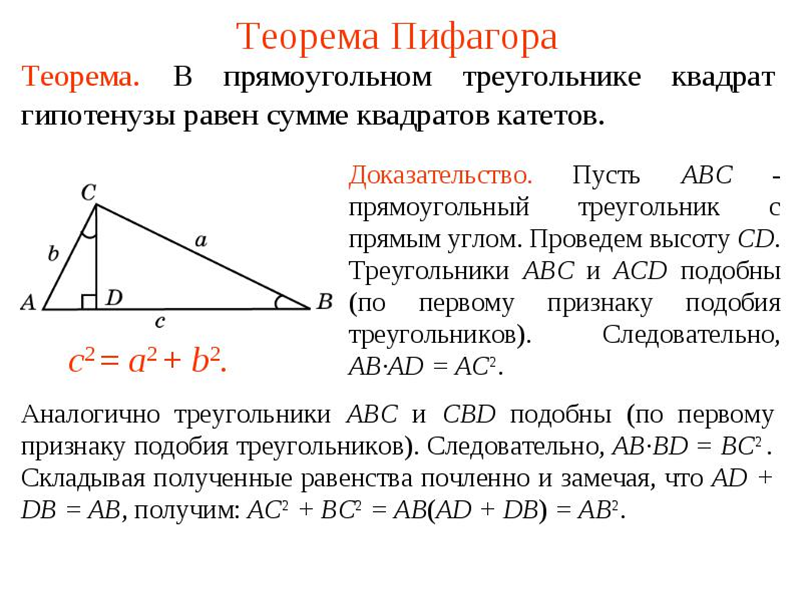 Теорема Пифагора
Теорема. В прямоугольном треугольнике квадрат
гипотенузы равен сумме квадратов катетов.
C
b
a
A
D
B
c
c² = a² + b².
Доказательство. Пусть ABC -
прямоугольный треугольник с
прямым углом. Проведем высоту CD.
Треугольники ABC и ACD подобны
(по первому признаку подобия
треугольников). Следовательно,
AB·AD = AC².
Аналогично треугольники ABC и CBD подобны (по первому
признаку подобия треугольников). Следовательно, AB·BD = BC² .
Складывая полученные равенства почленно и замечая, что AD +
DB = AB, получим: AC² + BC² = AB(AD + DB) = AB².